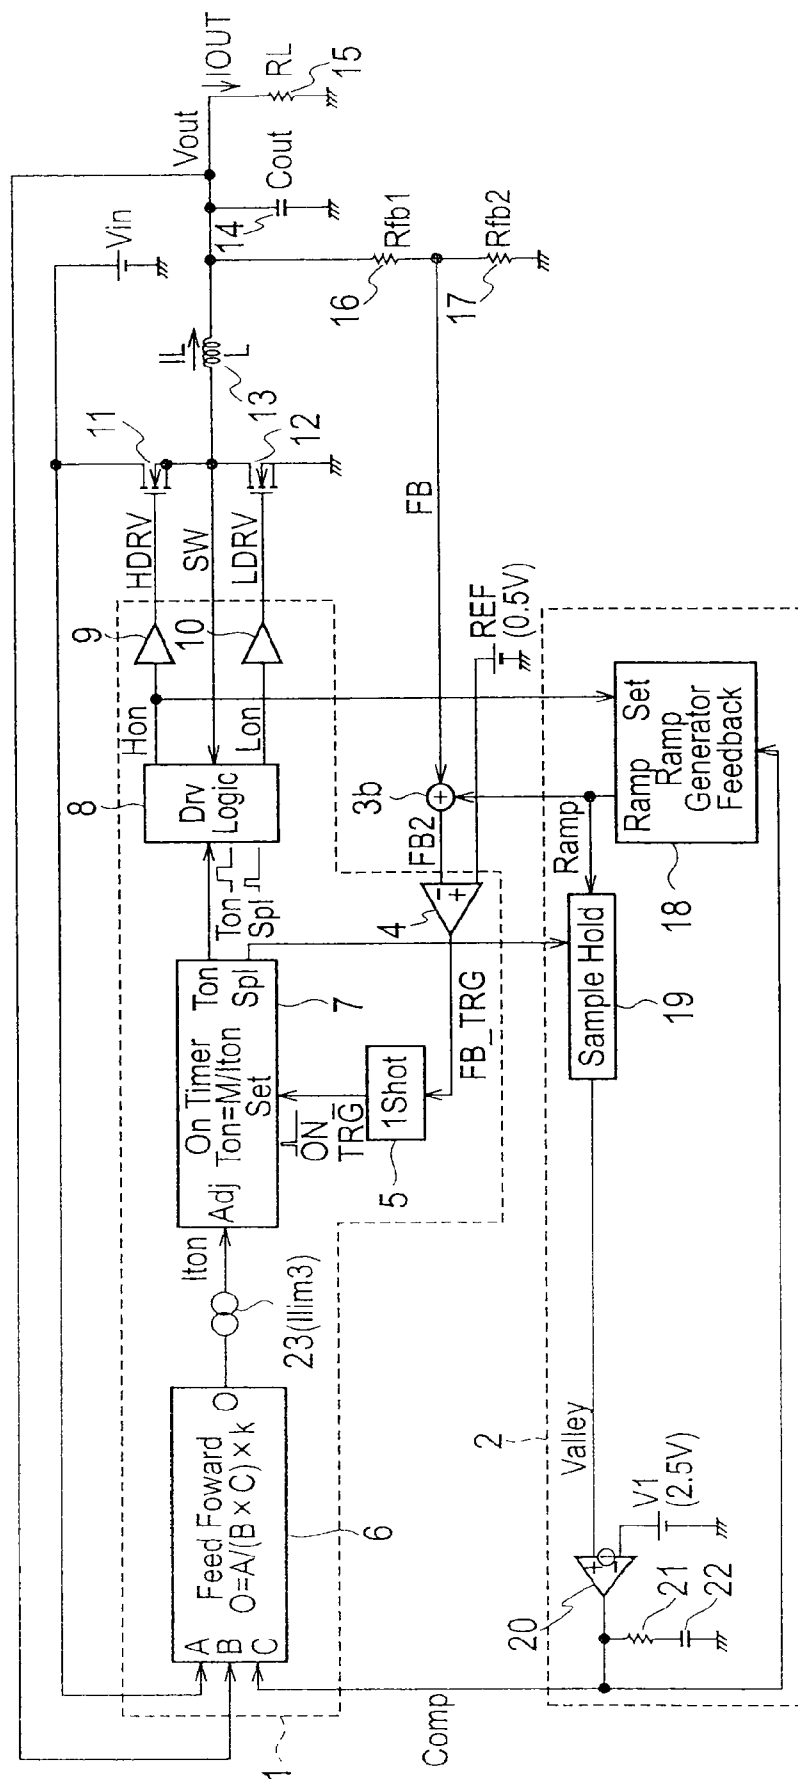 1
Feed Foward
O=A/(B×C)×k
A
B
C
O
6
23(Ilim3)
Iton
On Timer
Adj Ton=M/Iton
Set
Ton
Spl
7
Ton
Spl
ON
TRG
1Shot
5
FB_TRG
4
FB2
3b
8
Drv
Logic
Hon
Lon
9
10
HDRV
SW
LDRV
11
12
IL
L
13
Vin
Vout
IOUT
RL
15
14
Cout
16
Rfb1
17
Rfb2
FB
REF
(0.5V)
2
Comp
20
21
22
V1
(2.5V)
Valley
Sample Hold
19
Ramp
Ramp Set
Ramp
Generator
Feedback
18